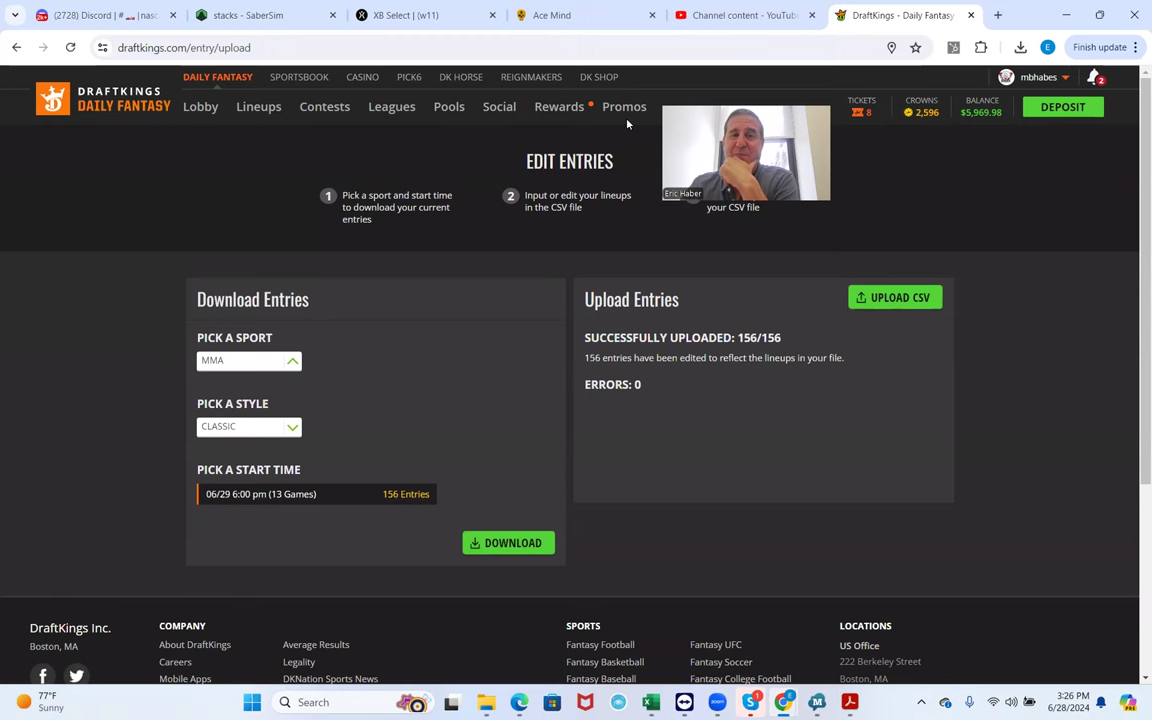 (2728) Discord | #
nasc
stacks - SaberSim
XB Select | (w11)
Ace Mind
Channel content - YouTube
DraftKings - Daily Fantasy
draftkings.com/entry/upload
E
Finish update
DAILY FANTASY
SPORTSBOOK
CASINO
PICK6
DK HORSE
REIGNMAKERS
DK SHOP
mbhabes
2
DRAFTKINGS
DAILY FANTASY
Lobby
Lineups
Contests
Leagues
Pools
Social
Rewards
Promos
TICKETS
8
CROWNS
2,596
BALANCE
$5,969.98
DEPOSIT
Eric Haber
EDIT ENTRIES
1
Pick a sport and start time
to download your current
entries
2
Input or edit your lineups
in the CSV file
your CSV file
Download Entries
PICK A SPORT
MMA
PICK A STYLE
CLASSIC
PICK A START TIME
06/29 6:00 pm (13 Games)
156 Entries
DOWNLOAD
Upload Entries
UPLOAD CSV
SUCCESSFULLY UPLOADED: 156/156
156 entries have been edited to reflect the lineups in your file.
ERRORS: 0
DraftKings Inc.
Boston, MA
COMPANY
About DraftKings
Careers
Mobile Apps
Average Results
Legality
DKNation Sports News
SPORTS
Fantasy Football
Fantasy Basketball
Fantasy Baseball
Fantasy UFC
Fantasy Soccer
Fantasy College Football
LOCATIONS
US Office
222 Berkeley Street
Boston, MA
77°F
Sunny
Search
1
3:26 PM
6/28/2024